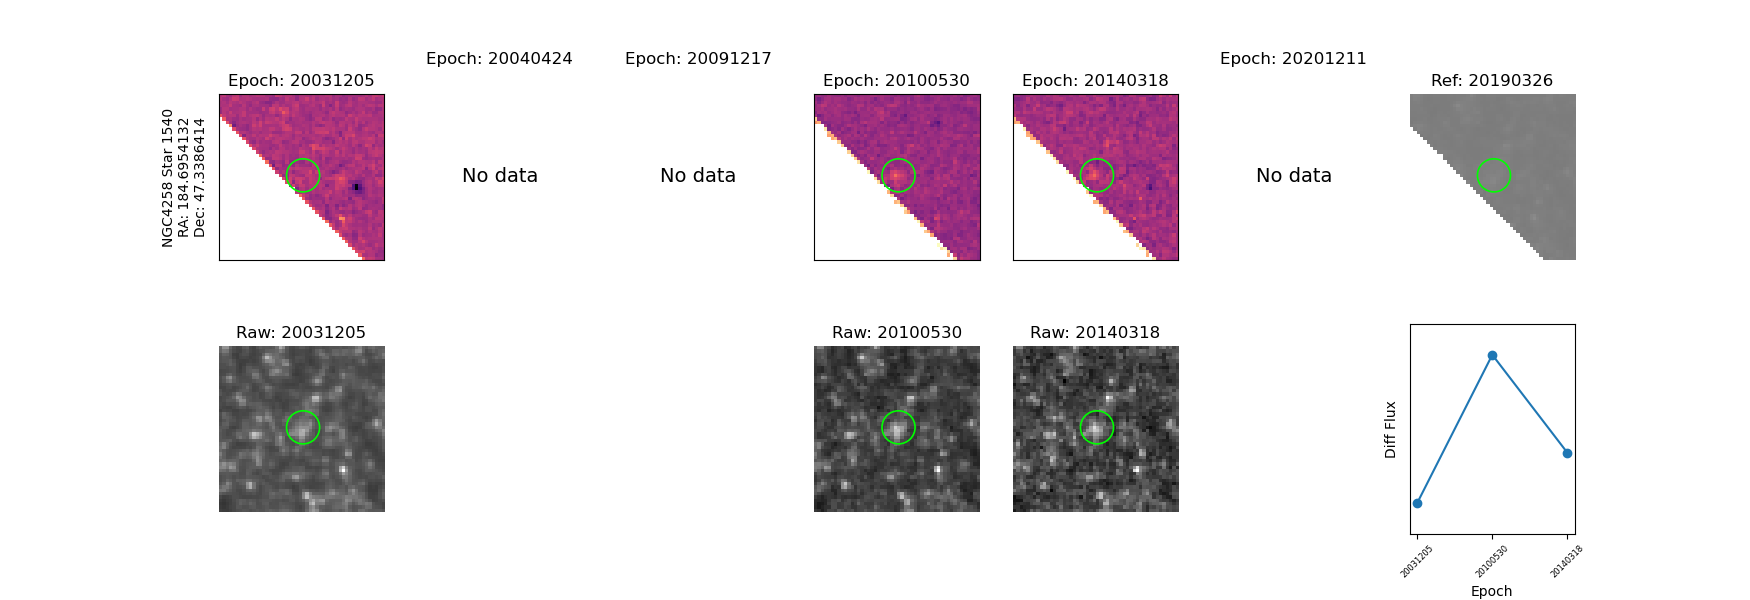 Epoch: 20040424
Epoch: 20091217
Epoch: 20201211
Epoch: 20031205
Epoch: 20100530
Epoch: 20140318
Ref: 20190326
NGC4258 Star 1540
RA: 184.6954132
Dec: 47.3386414
No data
No data
No data
Raw: 20031205
Raw: 20100530
Raw: 20140318
Diff Flux
20031205
20100530
20140318
Epoch